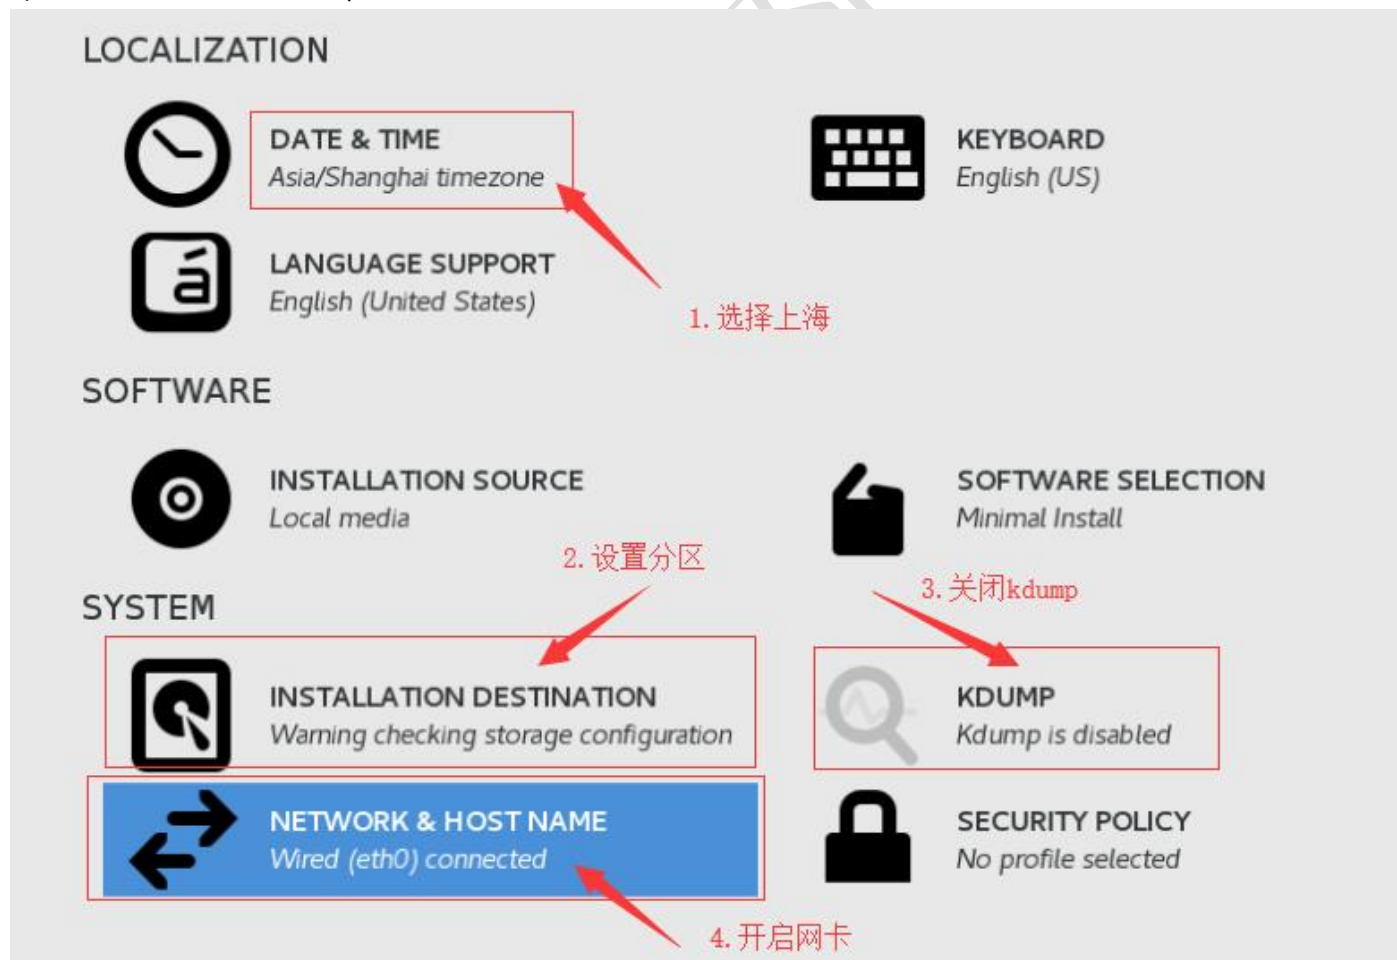 LOCALIZATION
DATE & TIME
Asia/Shanghai timezone
KEYBOARD
English (US)
LANGUAGE SUPPORT
English (United States)
1.选择上海
SOFTWARE
INSTALLATION SOURCE
Local media
SOFTWARE SELECTION
Minimal Install
2.设置分区
3.关闭kdump
SYSTEM
INSTALLATION DESTINATION
Warning checking storage configuration
KDUMP
Kdump is disabled
NETWORK & HOST NAME
Wired (eth0) connected
SECURITY POLICY
No profile selected
4.开启网卡